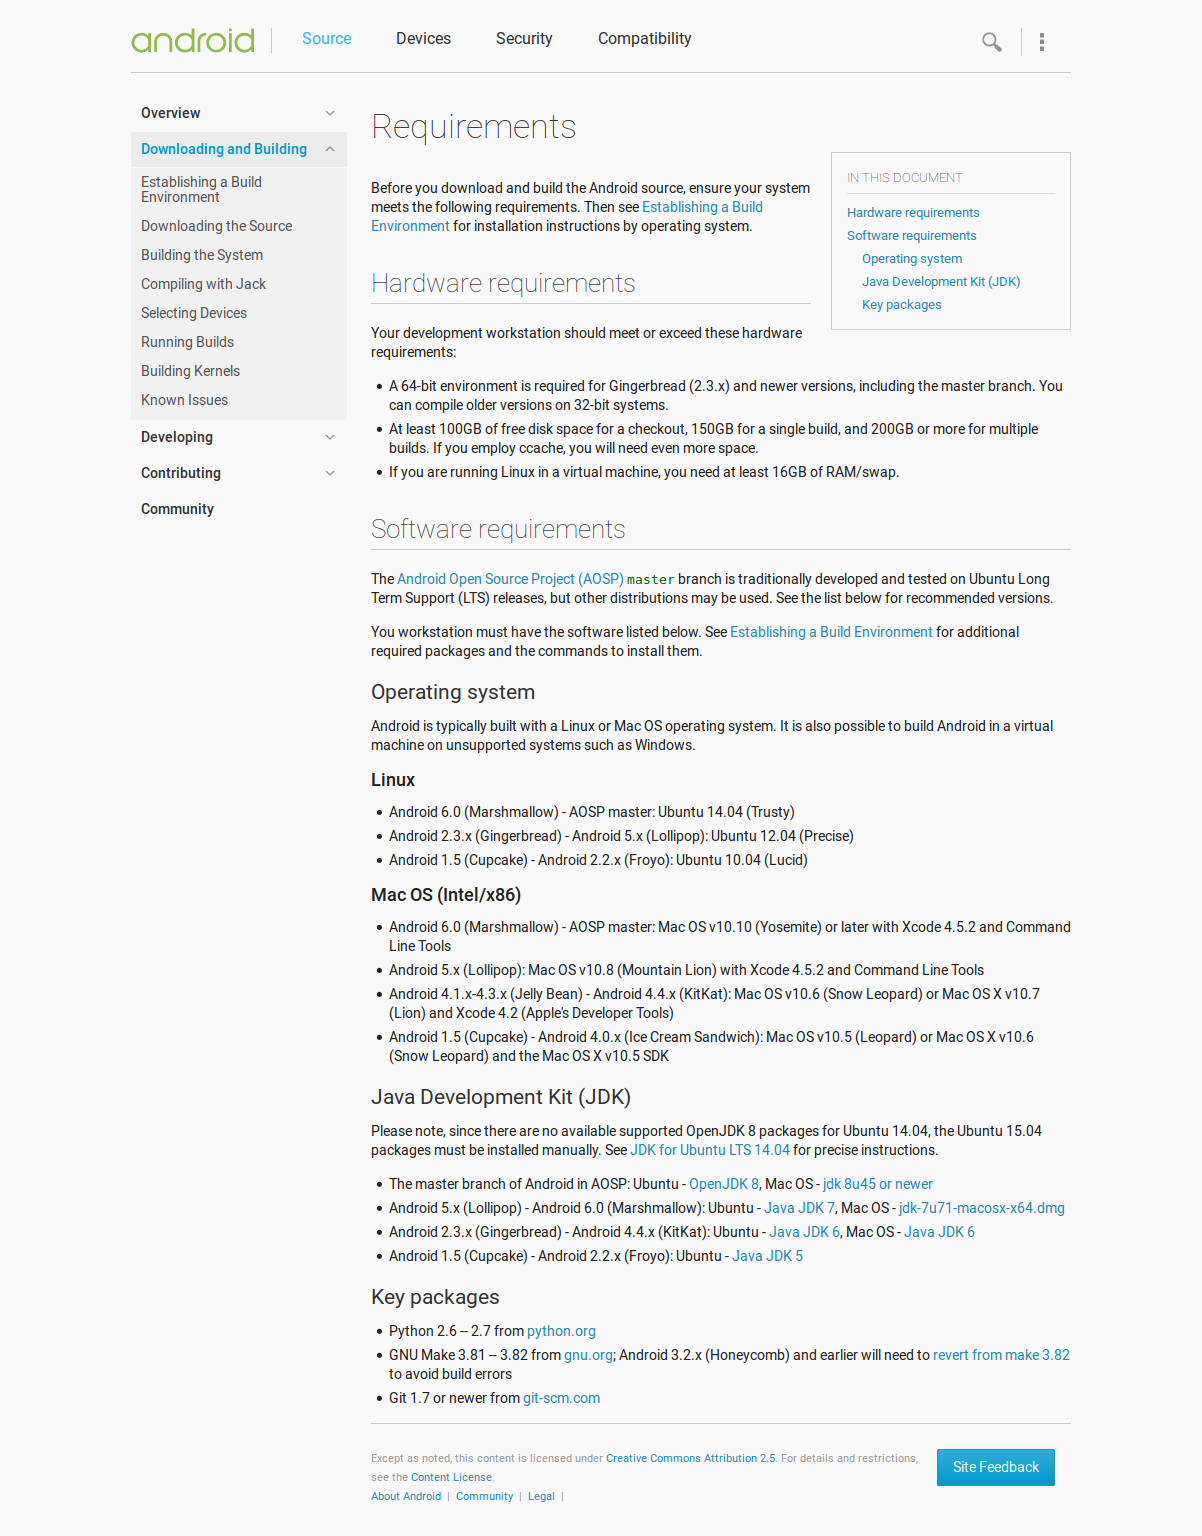 android
Source
Devices
Security
Compatibility
Overview
Downloading and Building
Establishing a Build
Environment
Downloading the Source
Building the System
Compiling with Jack
Selecting Devices
Running Builds
Building Kernels
Known Issues
Developing
Contributing
Community
Requirements
IN THIS DOCUMENT
Hardware requirements
Software requirements
Operating system
Java Development Kit (JDK)
Key packages
Before you download and build the Android source, ensure your system
meets the following requirements. Then see Establishing a Build
Environment for installation instructions by operating system.
Hardware requirements
Your development workstation should meet or exceed these hardware
requirements:
• A 64-bit environment is required for Gingerbread (2.3.x) and newer versions, including the master branch. You
can compile older versions on 32-bit systems.
• At least 100GB of free disk space for a checkout, 150GB for a single build, and 200GB or more for multiple
builds. If you employ ccache, you will need even more space.
• If you are running Linux in a virtual machine, you need at least 16GB of RAM/swap.
Software requirements
The Android Open Source Project (AOSP) master branch is traditionally developed and tested on Ubuntu Long
Term Support (LTS) releases, but other distributions may be used. See the list below for recommended versions.
You workstation must have the software listed below. See Establishing a Build Environment for additional
required packages and the commands to install them.
Operating system
Android is typically built with a Linux or Mac OS operating system. It is also possible to build Android in a virtual
machine on unsupported systems such as Windows.
Linux
• Android 6.0 (Marshmallow) - AOSP master: Ubuntu 14.04 (Trusty)
• Android 2.3.x (Gingerbread) - Android 5.x (Lollipop): Ubuntu 12.04 (Precise)
• Android 1.5 (Cupcake) - Android 2.2.x (Froyo): Ubuntu 10.04 (Lucid)
Mac OS (Intel/x86)
• Android 6.0 (Marshmallow) - AOSP master: Mac OS v10.10 (Yosemite) or later with Xcode 4.5.2 and Command
Line Tools
• Android 5.x (Lollipop): Mac OS v10.8 (Mountain Lion) with Xcode 4.5.2 and Command Line Tools
• Android 4.1.x-4.3.x (Jelly Bean) - Android 4.4.x (KitKat): Mac OS v10.6 (Snow Leopard) or Mac OS X v10.7
(Lion) and Xcode 4.2 (Apple's Developer Tools)
• Android 1.5 (Cupcake) - Android 4.0.x (Ice Cream Sandwich): Mac OS v10.5 (Leopard) or Mac OS X v10.6
(Snow Leopard) and the Mac OS X v10.5 SDK
Java Development Kit (JDK)
Please note, since there are no available supported OpenJDK 8 packages for Ubuntu 14.04, the Ubuntu 15.04
packages must be installed manually. See JDK for Ubuntu LTS 14.04 for precise instructions.
• The master branch of Android in AOSP: Ubuntu - OpenJDK 8, Mac OS - jdk 8u45 or newer
• Android 5.x (Lollipop) - Android 6.0 (Marshmallow): Ubuntu - Java JDK 7, Mac OS - jdk-7u71-macosx-x64.dmg
• Android 2.3.x (Gingerbread) - Android 4.4.x (KitKat): Ubuntu - Java JDK 6, Mac OS - Java JDK 6
• Android 1.5 (Cupcake) - Android 2.2.x (Froyo): Ubuntu - Java JDK 5
Key packages
• Python 2.6 -- 2.7 from python.org
• GNU Make 3.81 -- 3.82 from gnu.org; Android 3.2.x (Honeycomb) and earlier will need to revert from make 3.82
to avoid build errors
• Git 1.7 or newer from git-scm.com
Except as noted, this content is licensed under Creative Commons Attribution 2.5. For details and restrictions,
see the Content License.
About Android | Community | Legal |
Site Feedback